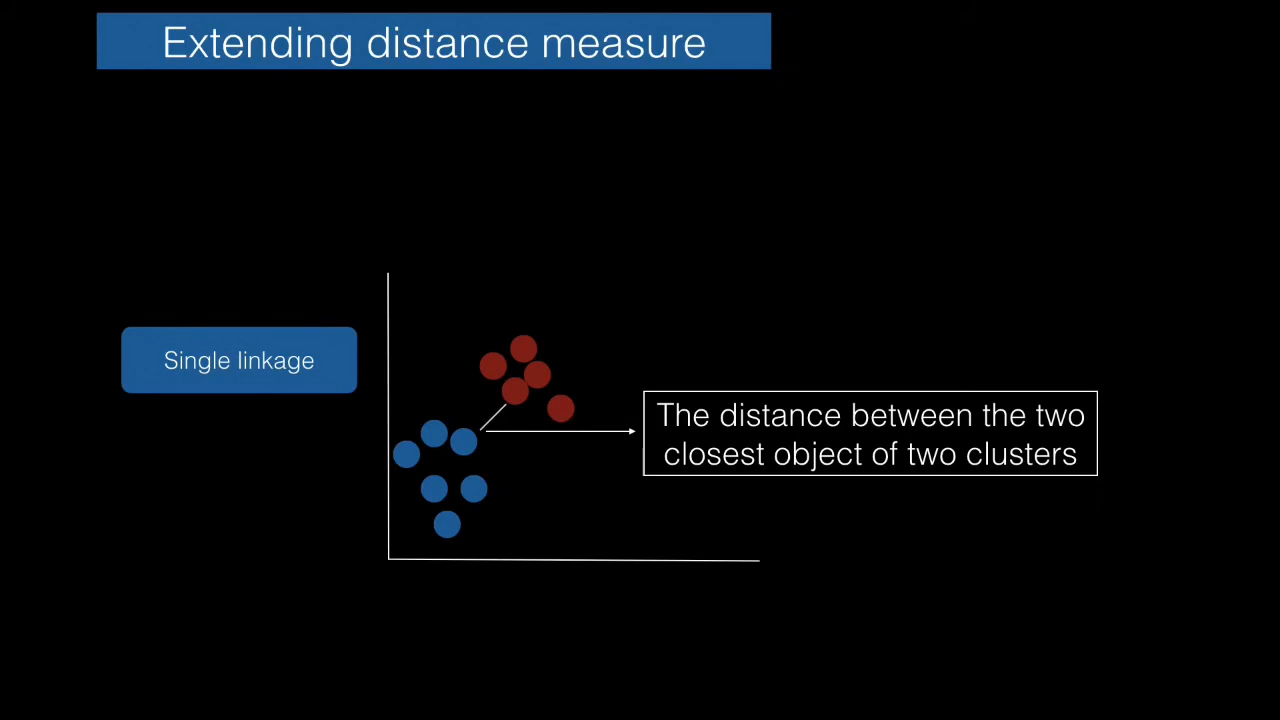 Extending distance measure
Single linkage
The distance between the two
closest object of two clusters